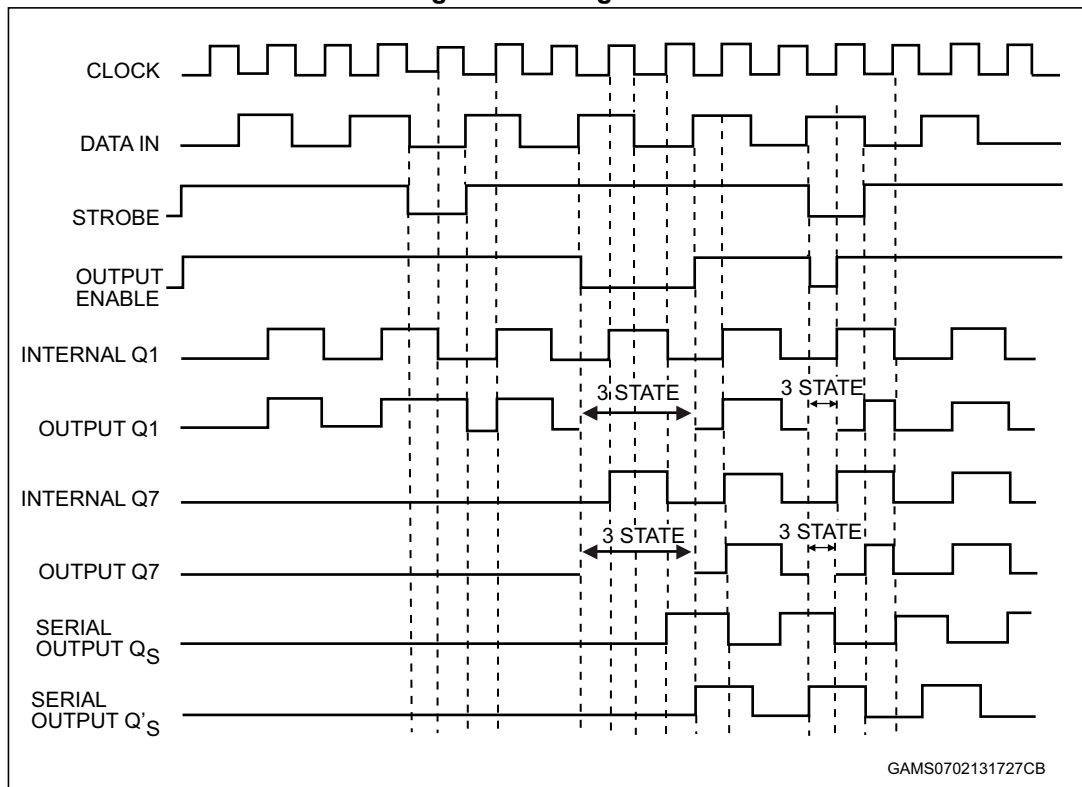 CLOCK
DATA IN
STROBE
OUTPUT
ENABLE
INTERNAL Q1
3 STATE 3 STATE
OUTPUT Q1
INTERNAL Q7
3 STATE 3 STATE
OUTPUT Q7
SERIAL
OUTPUT QS
SERIAL
OUTPUT Q'S
GAMS0702131727CB